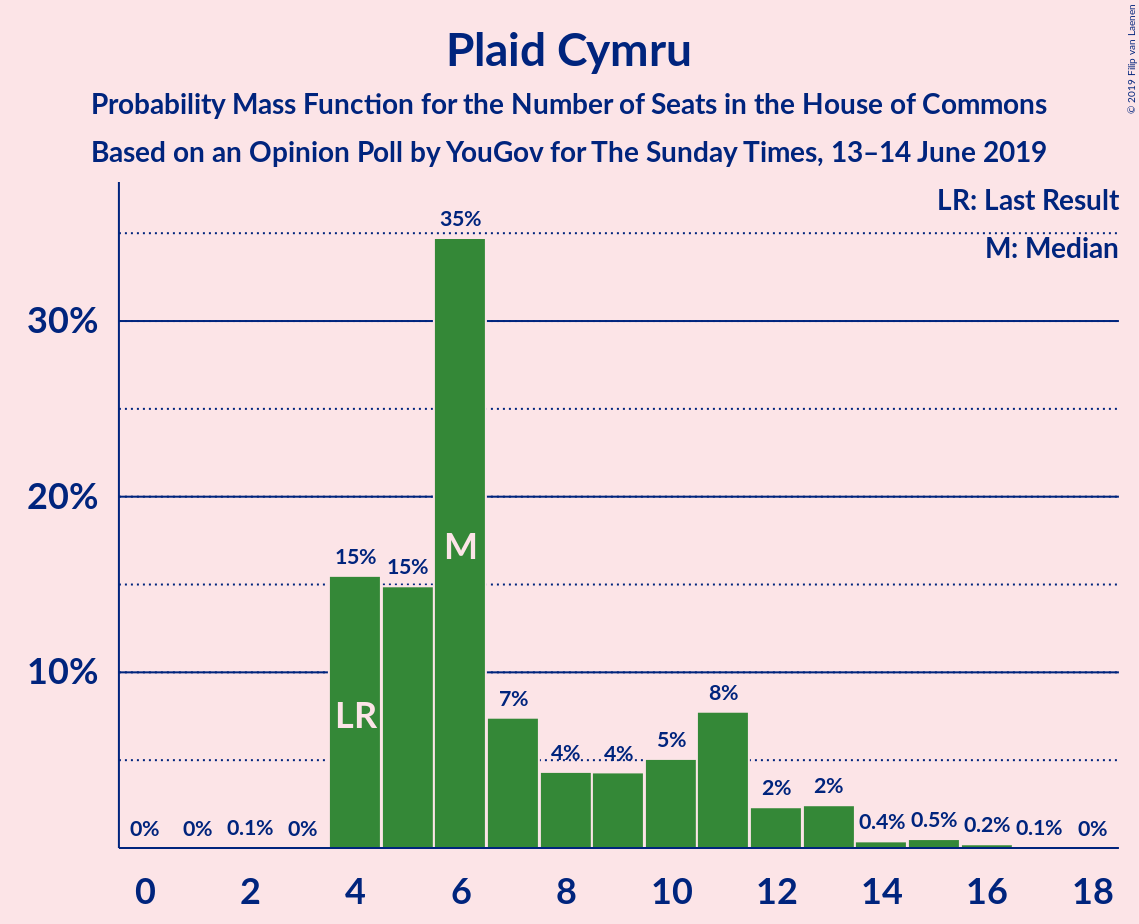 Plaid Cymru
Probability Mass Function for the Number of Seats in the House of Commons
Based on an Opinion Poll by YouGov for The Sunday Times, 13–14 June 2019
© 2019 Filip van Laenen
LR: Last Result
M: Median
35%
30%
20%
10%
15%
15%
M
LR
7%
4%
4%
5%
8%
2%
2%
0%
0%
0.1%
0%
0.4%
0.5%
0.2%
0.1%
0%
0 2 4 6 8 10 12 14 16 18